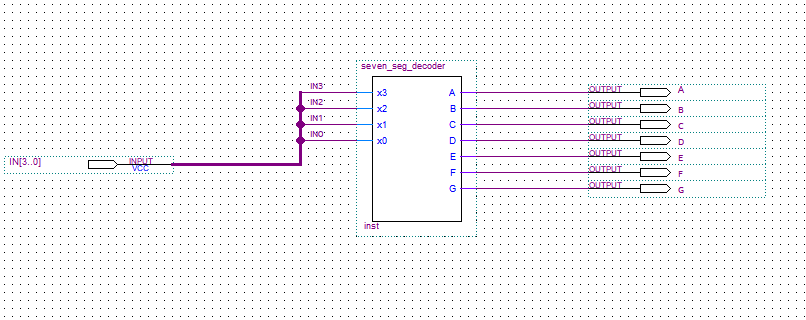 seven_seg_decoder
IN3 x3 A OUTPUT A
IN2 x2 B OUTPUT B
IN1 x1 C OUTPUT C
IN0 x0 D OUTPUT D
IN[3..0] INPUT E OUTPUT E
VCC F OUTPUT F
G OUTPUT G
inst